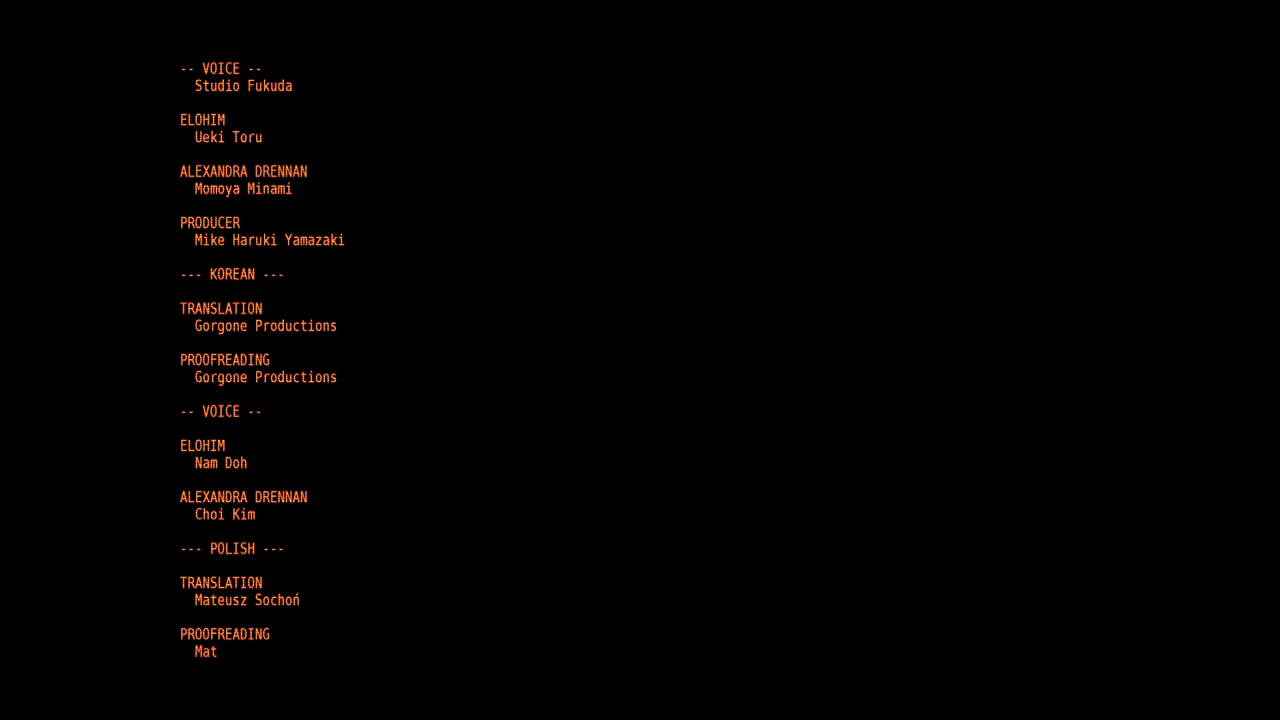 -- VOICE --
Studio Fukuda
ELOHIM
Ueki Toru
ALEXANDRA DRENNAN
Momoya Minami
PRODUCER
Mike Haruki Yamazaki
--- KOREAN ---
TRANSLATION
Gorgone Productions
PROOFREADING
Gorgone Productions
-- VOICE --
ELOHIM
Nam Doh
ALEXANDRA DRENNAN
Choi Kim
--- POLISH ---
TRANSLATION
Mateusz Sochoń
PROOFREADING
Mat